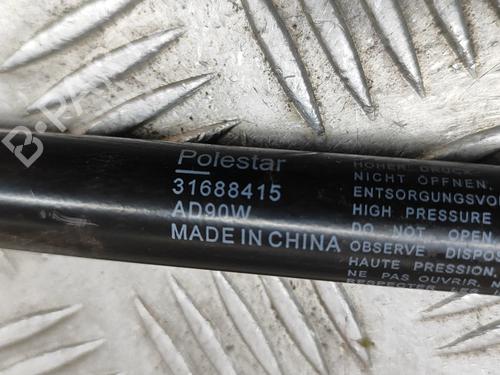 Polestar
31688415
AD90W
MADE IN CHINA
NICHT ÖFFNEN.
HIGH PRESSURE
DO NOT OPEN.
OBSERVE DISPOS
HAUTE PRESSION.
NE PAS OUVRIR.
RESPECTER